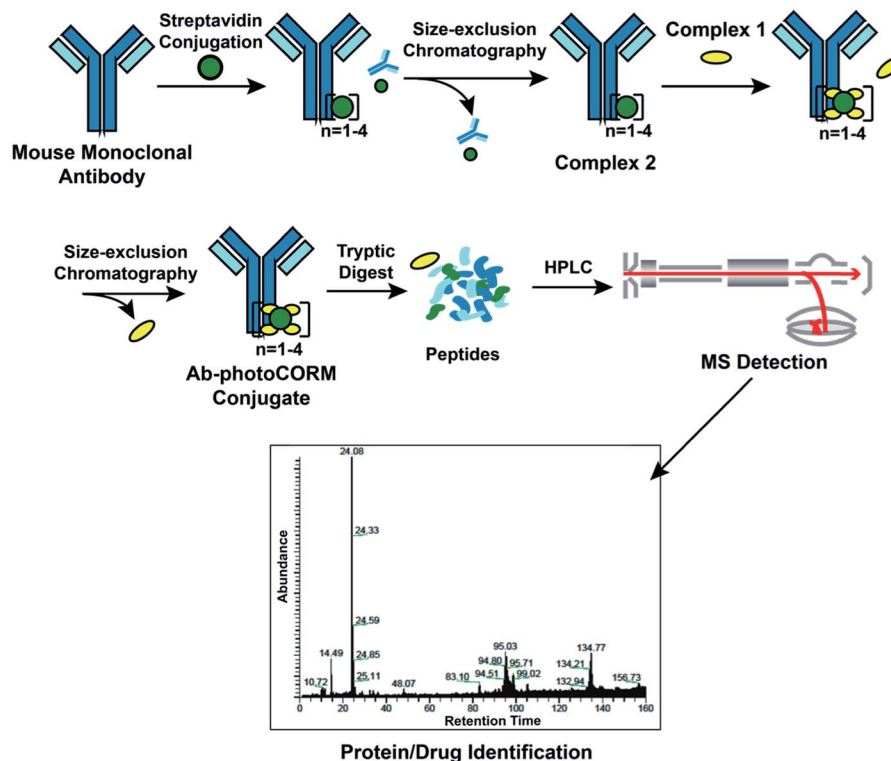 Streptavidin
Conjugation
Size-exclusion
Chromatography
Complex 1
n=1-4
n=1-4
n=1-4
Mouse Monoclonal
Antibody
Complex 2
Size-exclusion
Chromatography
Tryptic
Digest
HPLC
n=1-4
Ab-photoCORM
Conjugate
Peptides
MS Detection
24.08
24.33
24.59
24.85
25.11
14.49
10.72
48.07
83.10
95.03
94.80
95.71
94.51
99.02
134.77
134.21
132.94
156.73
Abundance
0
20
40
60
80
100
120
140
160
Retention Time
Protein/Drug Identification